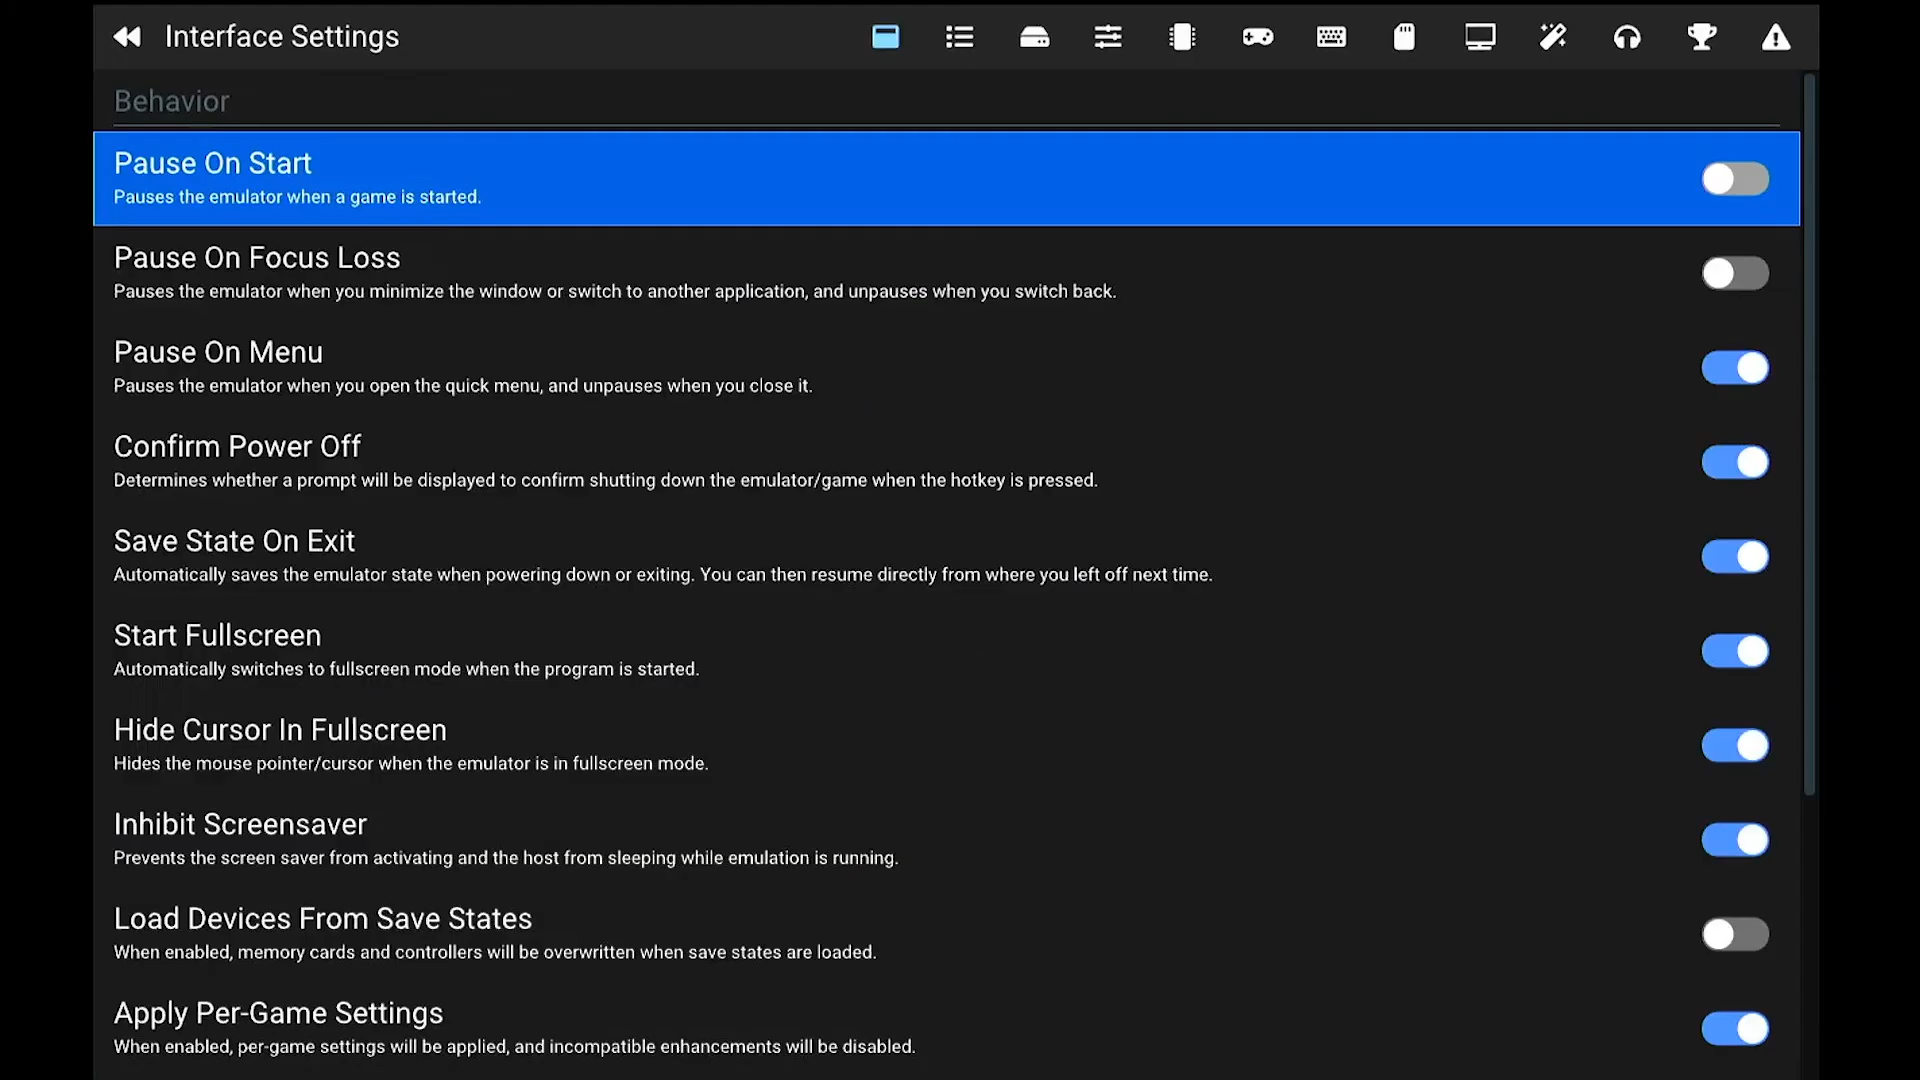 Interface Settings
Behavior
Pause On Start
Pauses the emulator when a game is started.
Pause On Focus Loss
Pauses the emulator when you minimize the window or switch to another application, and unpauses when you switch back.
Pause On Menu
Pauses the emulator when you open the quick menu, and unpauses when you close it.
Confirm Power Off
Determines whether a prompt will be displayed to confirm shutting down the emulator/game when the hotkey is pressed.
Save State On Exit
Automatically saves the emulator state when powering down or exiting. You can then resume directly from where you left off next time.
Start Fullscreen
Automatically switches to fullscreen mode when the program is started.
Hide Cursor In Fullscreen
Hides the mouse pointer/cursor when the emulator is in fullscreen mode.
Inhibit Screensaver
Prevents the screen saver from activating and the host from sleeping while emulation is running.
Load Devices From Save States
When enabled, memory cards and controllers will be overwritten when save states are loaded.
Apply Per-Game Settings
When enabled, per-game settings will be applied, and incompatible enhancements will be disabled.